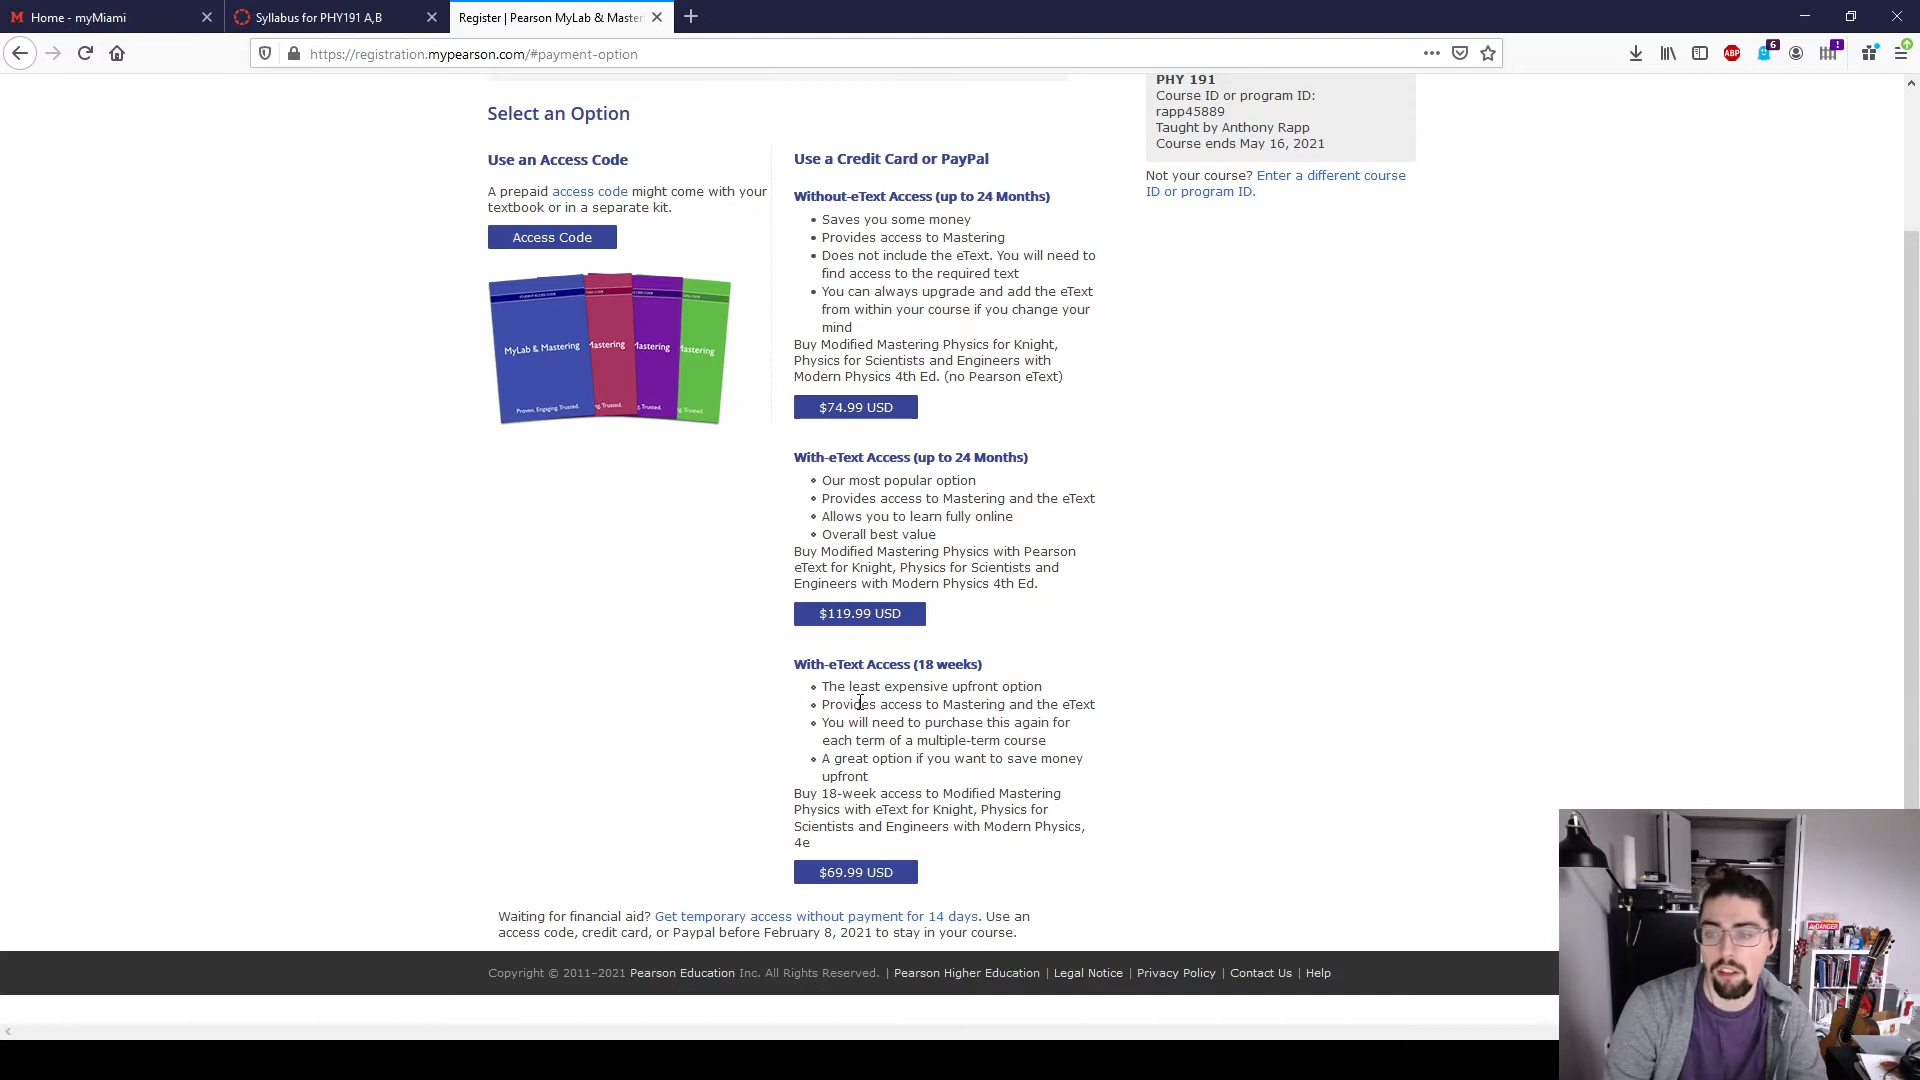 Home - myMiami
Syllabus for PHY191 A,B
Register | Pearson MyLab & Master
https://registration.mypearson.com/#payment-option
ABP
6
!
PHY 191
Course ID or program ID:
rapp45889
Taught by Anthony Rapp
Course ends May 16, 2021
Not your course? Enter a different course
ID or program ID.
Select an Option
Use an Access Code
A prepaid access code might come with your
textbook or in a separate kit.
Access Code
STUDENT ACCESS CODE
MyLab & Mastering
Mastering
Mastering
Mastering
Proven. Engaging. Trusted.
Use a Credit Card or PayPal
Without-eText Access (up to 24 Months)
• Saves you some money
• Provides access to Mastering
• Does not include the eText. You will need to
find access to the required text
• You can always upgrade and add the eText
from within your course if you change your
mind
Buy Modified Mastering Physics for Knight,
Physics for Scientists and Engineers with
Modern Physics 4th Ed. (no Pearson eText)
$74.99 USD
With-eText Access (up to 24 Months)
• Our most popular option
• Provides access to Mastering and the eText
• Allows you to learn fully online
• Overall best value
Buy Modified Mastering Physics with Pearson
eText for Knight, Physics for Scientists and
Engineers with Modern Physics 4th Ed.
$119.99 USD
With-eText Access (18 weeks)
• The least expensive upfront option
• Provides access to Mastering and the eText
• You will need to purchase this again for
each term of a multiple-term course
• A great option if you want to save money
upfront
Buy 18-week access to Modified Mastering
Physics with eText for Knight, Physics for
Scientists and Engineers with Modern Physics,
4e
$69.99 USD
Waiting for financial aid? Get temporary access without payment for 14 days. Use an
access code, credit card, or Paypal before February 8, 2021 to stay in your course.
Copyright © 2011–2021 Pearson Education Inc. All Rights Reserved. | Pearson Higher Education | Legal Notice | Privacy Policy | Contact Us | Help
DANGER